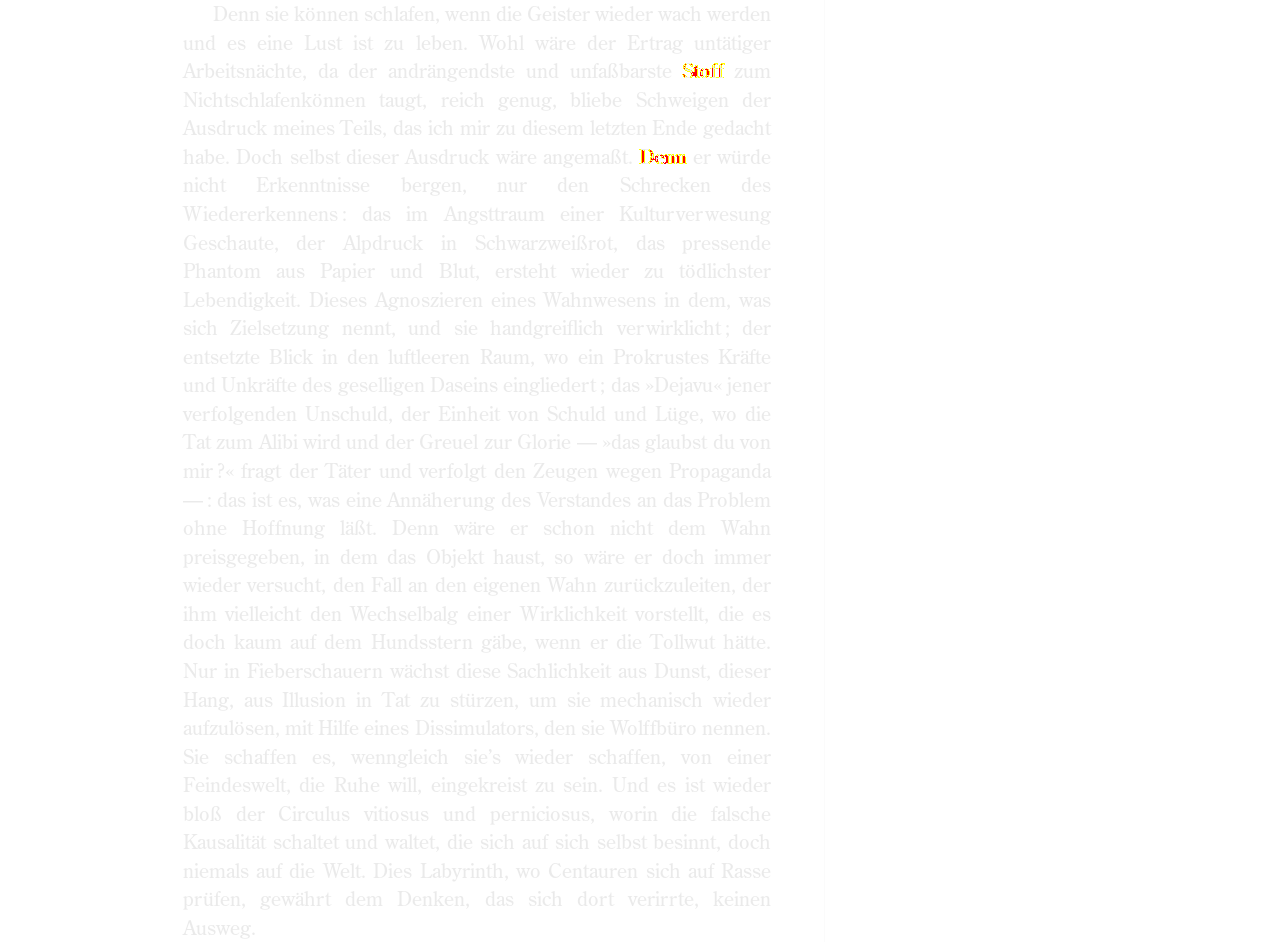 Denn sie können schlafen, wenn die Geister wieder wach werden
und es eine Lust ist zu leben. Wohl wäre der Ertrag untätiger
Arbeitsnächte, da der andrängendste und unfaßbarste Stoff zum
Nichtschlafenkönnen taugt, reich genug, bliebe Schweigen der
Ausdruck meines Teils, das ich mir zu diesem letzten Ende gedacht
habe. Doch selbst dieser Ausdruck wäre angemaßt. Denn er würde
nicht Erkenntnisse bergen, nur den Schrecken des
Wiedererkennens: das im Angsttraum einer Kulturverwesung
Geschaute, der Alpdruck in Schwarzweißrot, das pressende
Phantom aus Papier und Blut, ersteht wieder zu tödlichster
Lebendigkeit. Dieses Agnoszieren eines Wahnwesens in dem, was
sich Zielsetzung nennt, und sie handgreiflich verwirklicht; der
entsetzte Blick in den luftleeren Raum, wo ein Prokrustes Kräfte
und Unkräfte des geselligen Daseins eingliedert; das »Dejavu« jener
verfolgenden Unschuld, der Einheit von Schuld und Lüge, wo die
Tat zum Alibi wird und der Greuel zur Glorie — »das glaubst du von
mir?« fragt der Täter und verfolgt den Zeugen wegen Propaganda
—: das ist es, was eine Annäherung des Verstandes an das Problem
ohne Hoffnung läßt. Denn wäre er schon nicht dem Wahn
preisgegeben, in dem das Objekt haust, so wäre er doch immer
wieder versucht, den Fall an den eigenen Wahn zurückzuleiten, der
ihm vielleicht den Wechselbalg einer Wirklichkeit vorstellt, die es
doch kaum auf dem Hundsstern gäbe, wenn er die Tollwut hätte.
Nur in Fieberschauern wächst diese Sachlichkeit aus Dunst, dieser
Hang, aus Illusion in Tat zu stürzen, um sie mechanisch wieder
aufzulösen, mit Hilfe eines Dissimulators, den sie Wolffbüro nennen.
Sie schaffen es, wenngleich sie’s wieder schaffen, von einer
Feindeswelt, die Ruhe will, eingekreist zu sein. Und es ist wieder
bloß der Circulus vitiosus und perniciosus, worin die falsche
Kausalität schaltet und waltet, die sich auf sich selbst besinnt, doch
niemals auf die Welt. Dies Labyrinth, wo Centauren sich auf Rasse
prüfen, gewährt dem Denken, das sich dort verirrte, keinen
Ausweg.